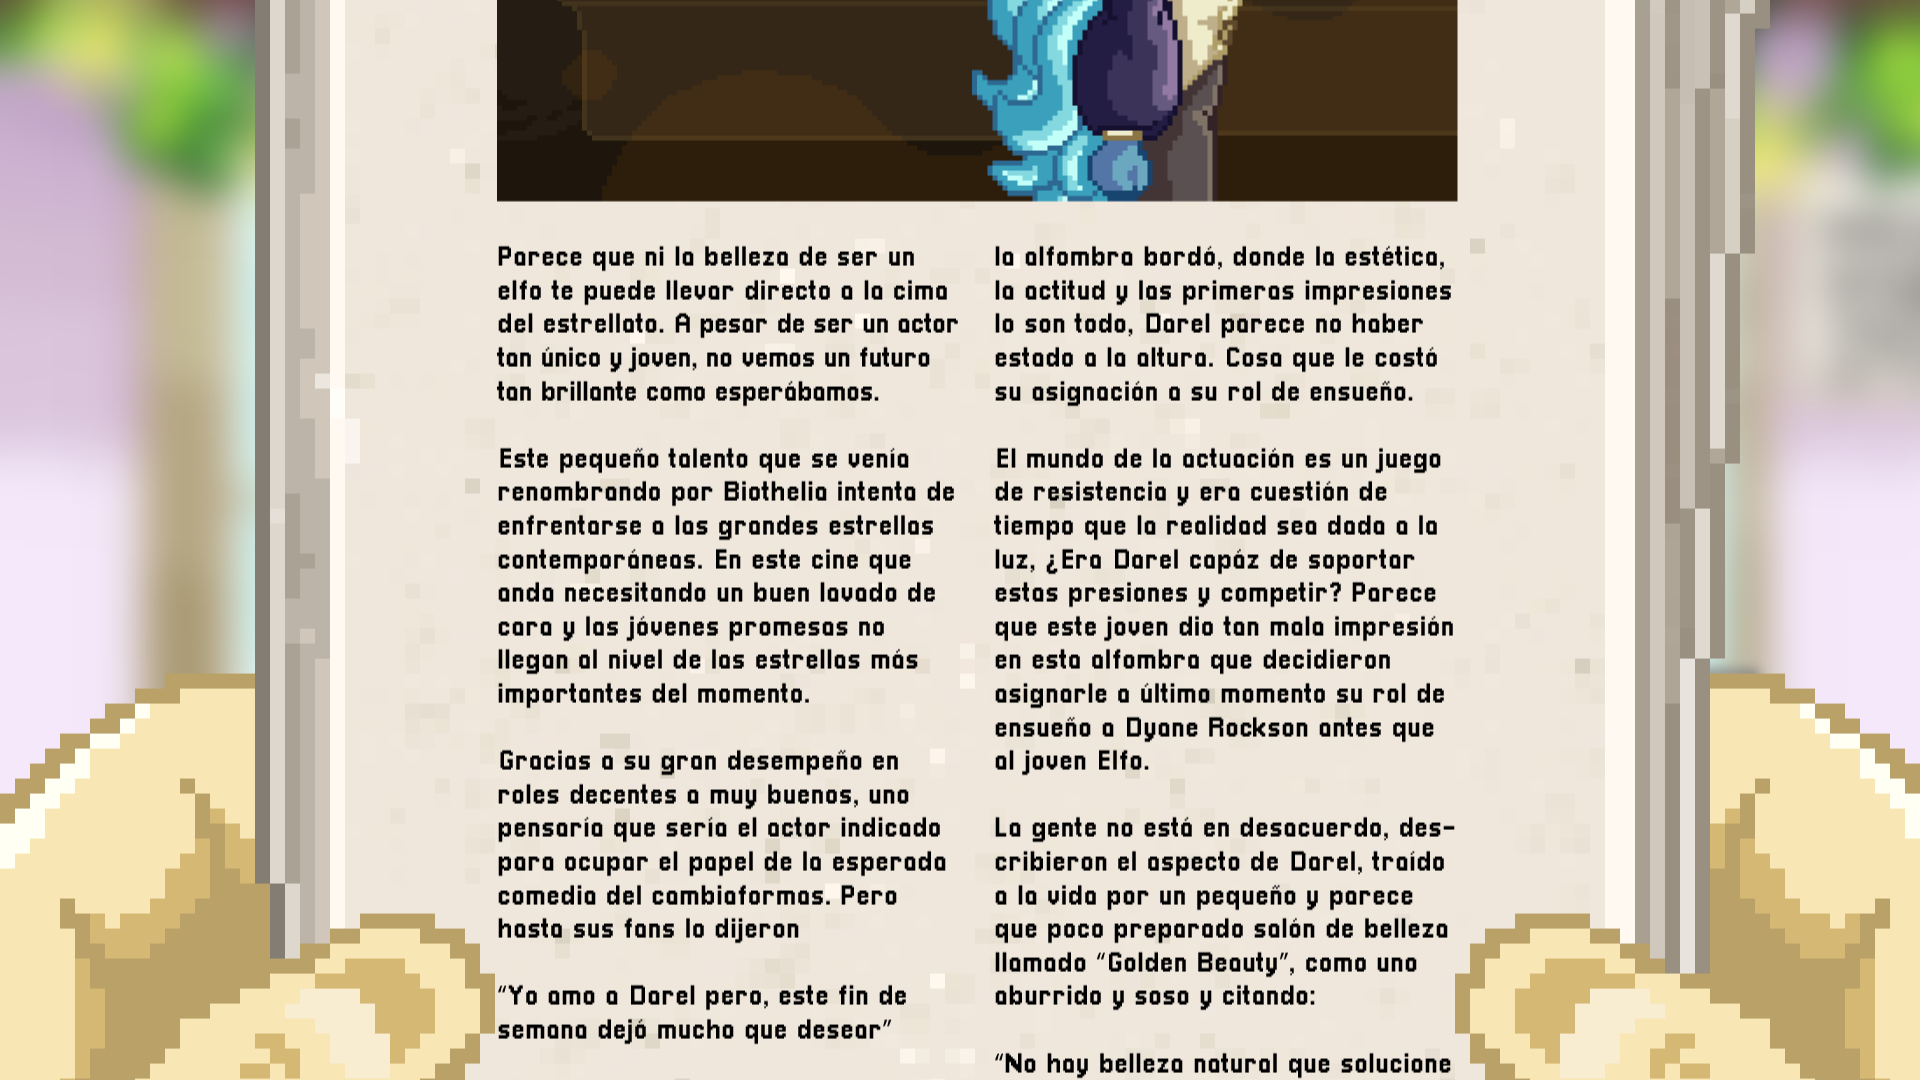 Parece que ni la belleza de ser un
elfo te puede llevar directo a la cima
del estrellato. A pesar de ser un actor
tan único y joven, no vemos un futuro
tan brillante como esperábamos.
Este pequeño talento que se venía
renombrando por Biothelia intenta de
enfrentarse a las grandes estrellas
contemporáneas. En este cine que
anda necesitando un buen lavado de
cara y las jóvenes promesas no
llegan al nivel de las estrellas más
importantes del momento.
Gracias a su gran desempeño en
roles decentes a muy buenos, uno
pensaría que sería el actor indicado
para ocupar el papel de la esperada
comedia del cambiaformas. Pero
hasta sus fans lo dijeron
“Yo amo a Darel pero, este fin de
semana dejó mucho que desear”
la alfombra bordó, donde la estética,
la actitud y las primeras impresiones
lo son todo, Darel parece no haber
estado a la altura. Cosa que le costó
su asignación a su rol de ensueño.
El mundo de la actuación es un juego
de resistencia y era cuestión de
tiempo que la realidad sea dada a la
luz, ¿Era Darel capáz de soportar
estas presiones y competir? Parece
que este joven dio tan mala impresión
en esta alfombra que decidieron
asignarle a último momento su rol de
ensueño a Dyane Rockson antes que
al joven Elfo.
La gente no está en desacuerdo, des-
cribieron el aspecto de Darel, traído
a la vida por un pequeño y parece
que poco preparado salón de belleza
llamado “Golden Beauty”, como uno
aburrido y soso y citando:
“No hay belleza natural que solucione